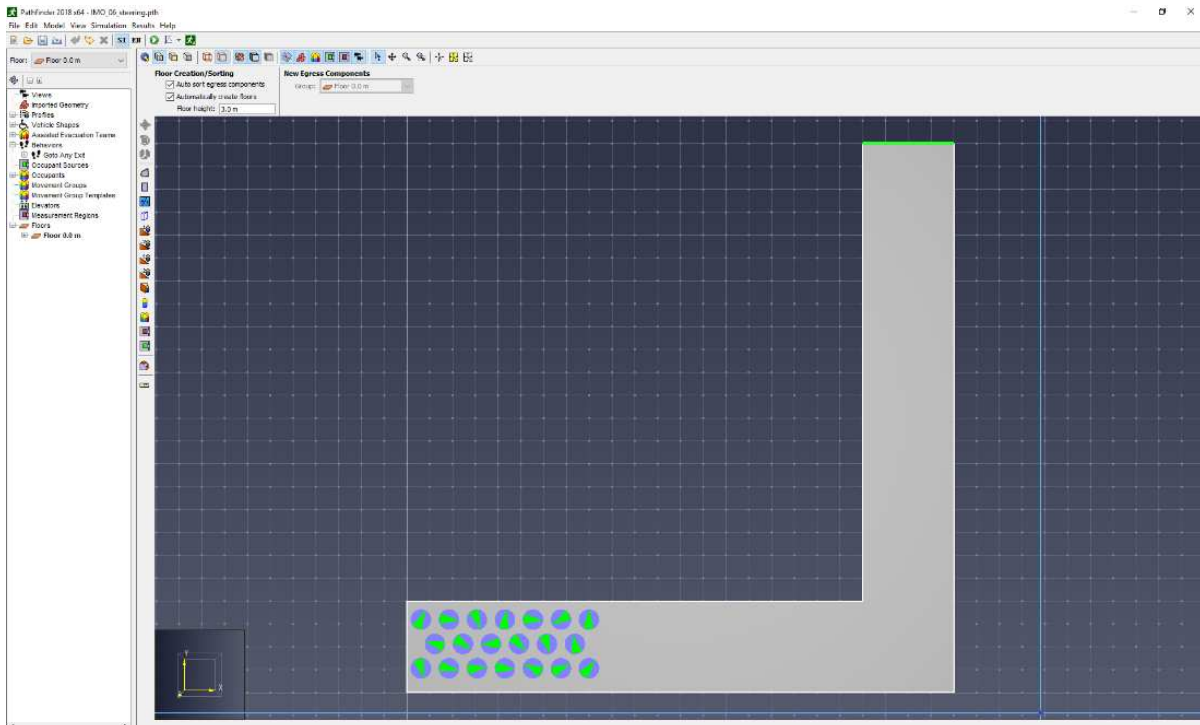 Pathfinder 2018 x64 - IMO_06_steering.pth
File Edit Model View Simulation Results Help
Floor: Floor 0.0 m
Floor Creation/Sorting
Auto sort egress components
Automatically create floors
Floor height: 3.0 m
New Egress Components
Group: Floor 0.0 m
Views
Imported Geometry
Profiles
Vehicle Shapes
Assisted Evacuation Teams
Behaviors
Goto Any Exit
Occupant Sources
Occupants
Movement Groups
Movement Group Templates
Elevators
Measurement Regions
Floors
Floor 0.0 m
Y
X